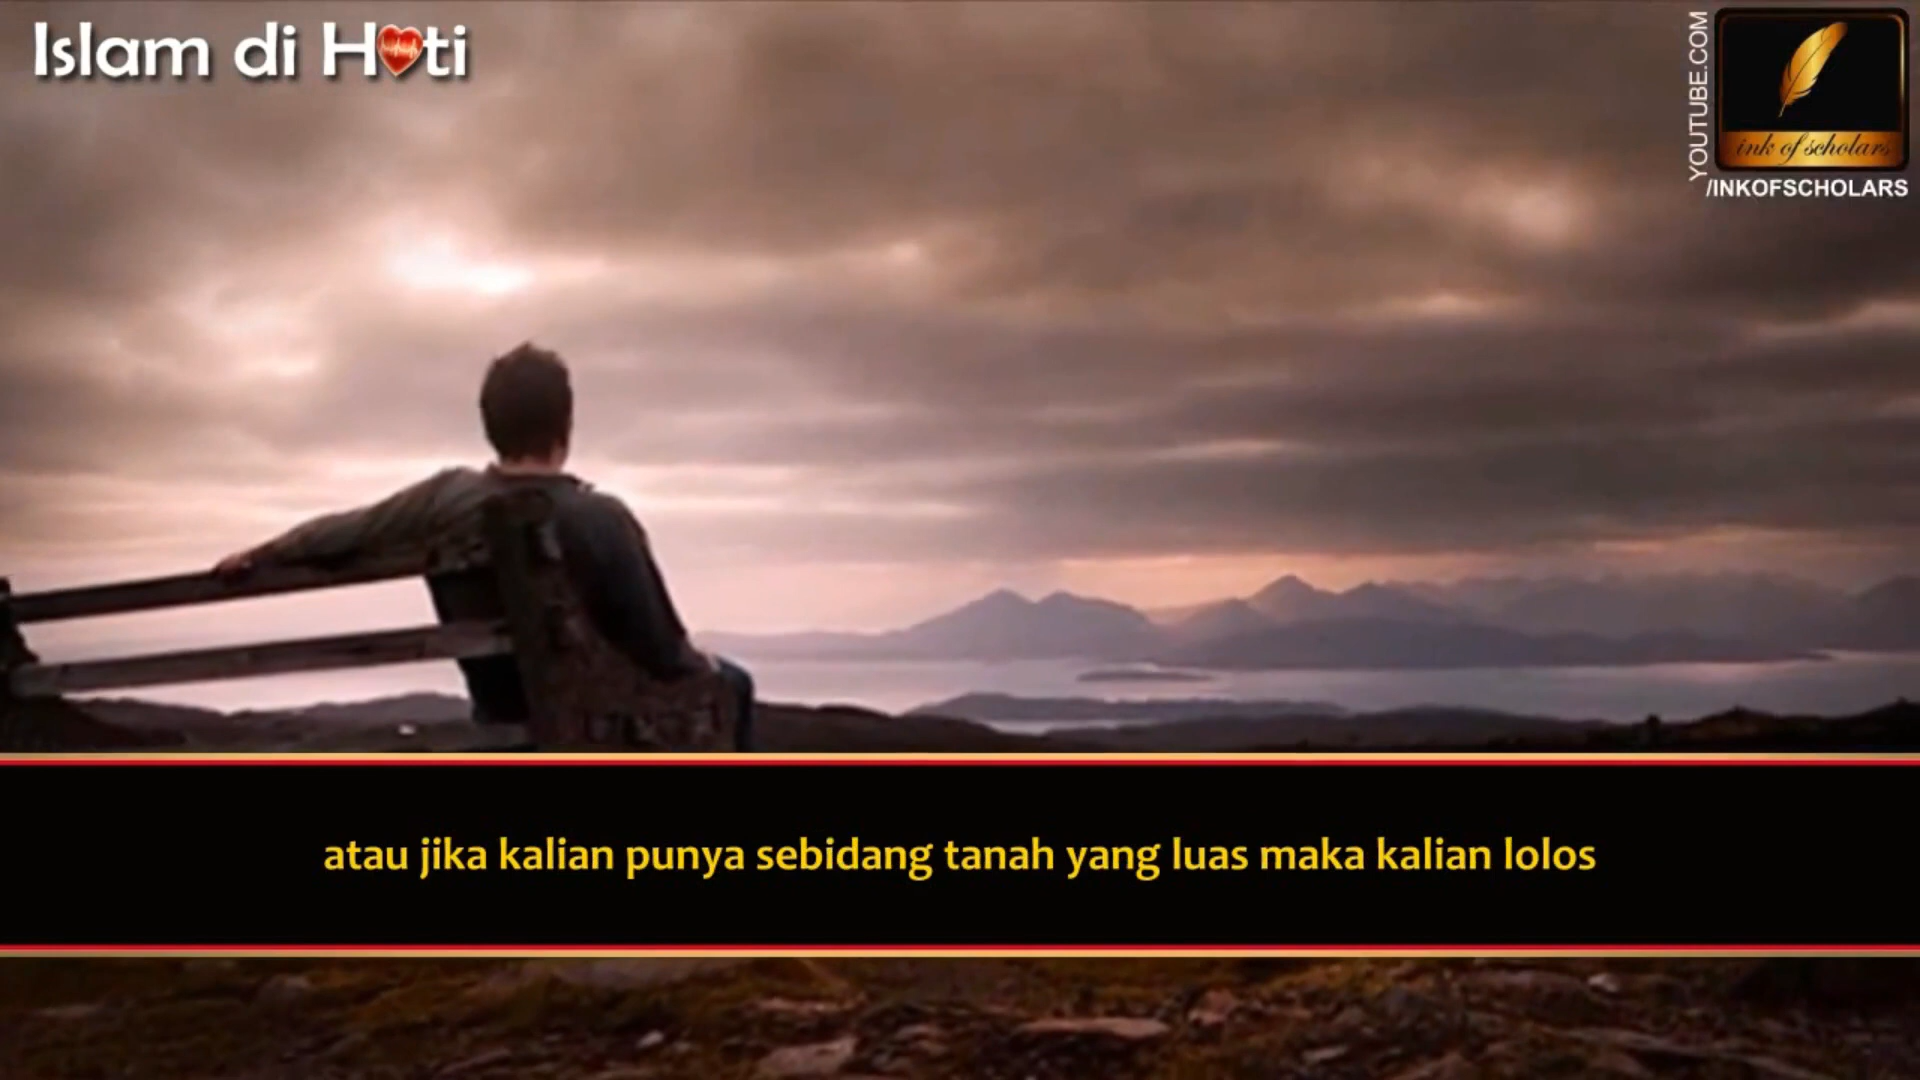 Islam di Hati
YOUTUBE.COM
ink of scholars
/INKOFSCHOLARS
atau jika kalian punya sebidang tanah yang luas maka kalian lolos